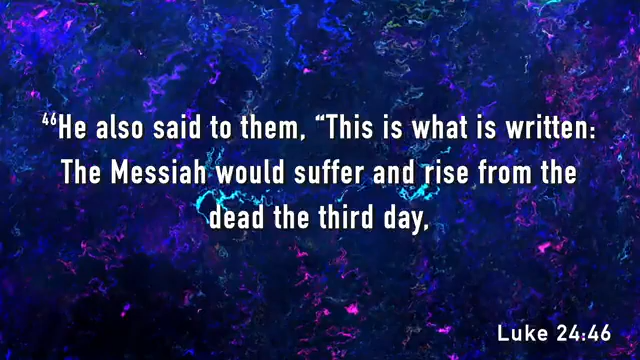 ⁴⁶He also said to them, “This is what is written:
The Messiah would suffer and rise from the
dead the third day,
Luke 24:46